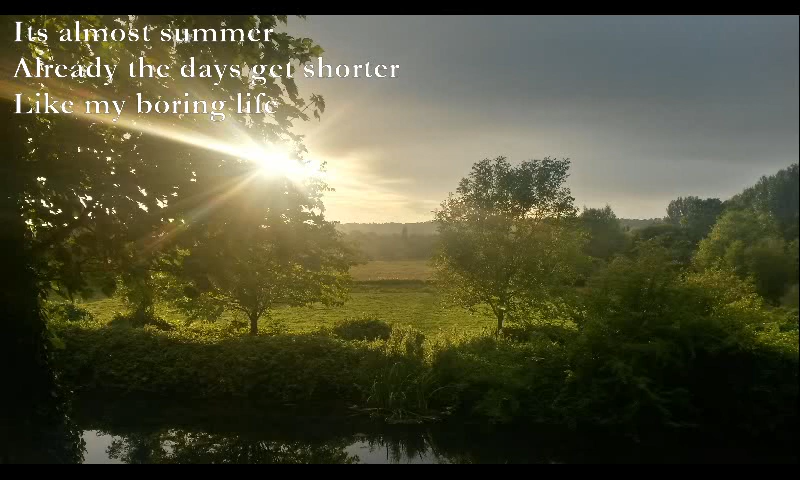 Its almost summer
Already the days get shorter
Like my boring life